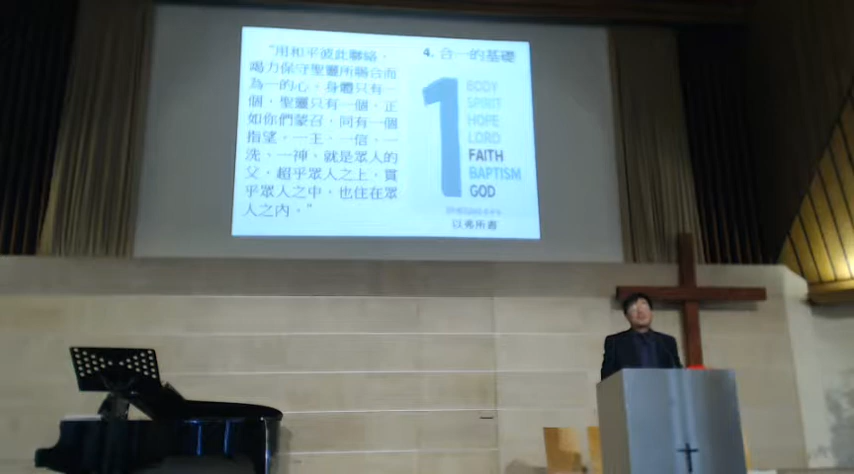 “用和平彼此聯絡，
竭力保守聖靈所賜合而
為一的心。身體只有一
個，聖靈只有一個，正
如你們蒙召，同有一個
指望。一主，一信，一
洗，一神，就是眾人的
父，超乎眾人之上，貫
乎眾人之中，也住在眾
人之內。”
4. 合一的基礎
1
BODY
SPIRIT
HOPE
LORD
FAITH
BAPTISM
GOD
以弗所書